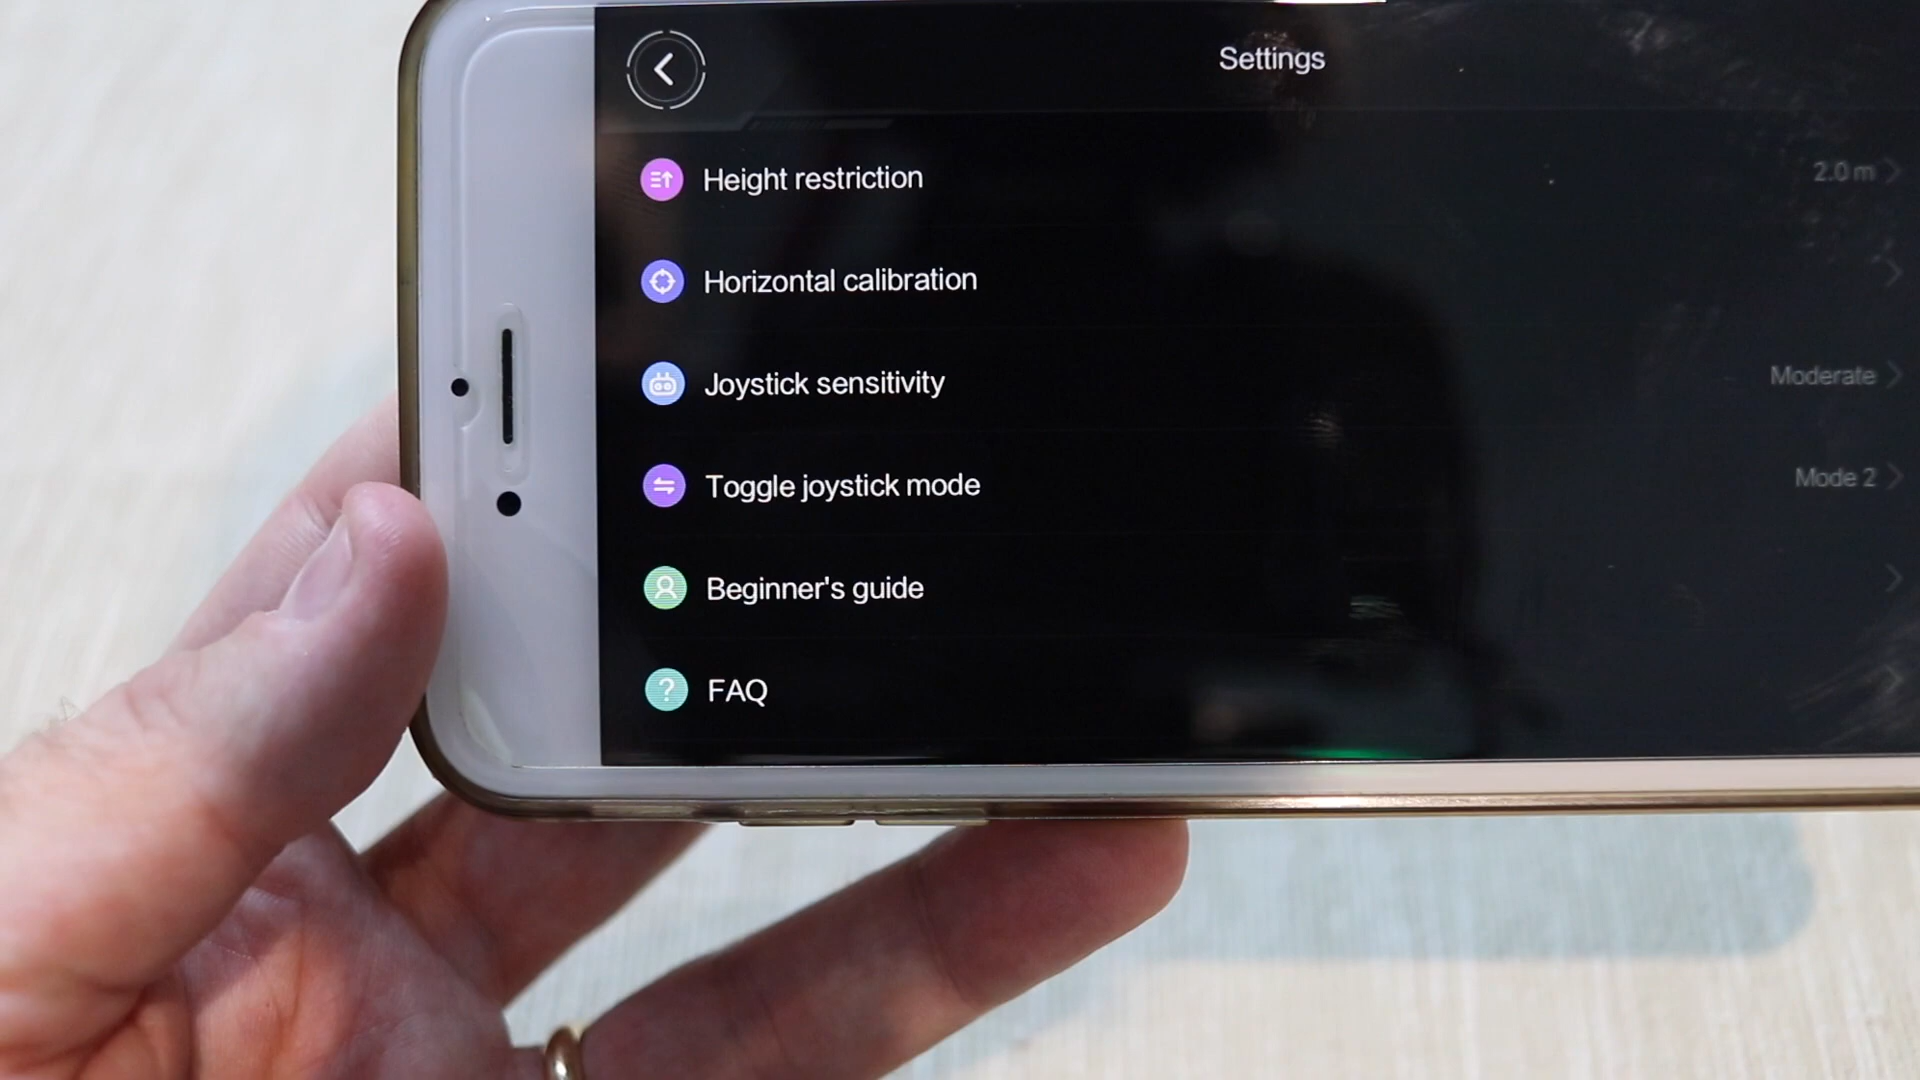 Settings
Height restriction 2.0 m
Horizontal calibration
Joystick sensitivity Moderate
Toggle joystick mode Mode 2
Beginner's guide
? FAQ